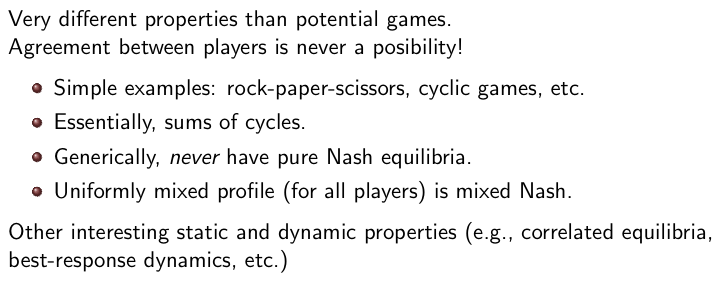 Very different properties than potential games.
Agreement between players is never a posibility!
Simple examples: rock-paper-scissors, cyclic games, etc.
Essentially, sums of cycles.
Generically, never have pure Nash equilibria.
Uniformly mixed profile (for all players) is mixed Nash.
Other interesting static and dynamic properties (e.g., correlated equilibria,
best-response dynamics, etc.)